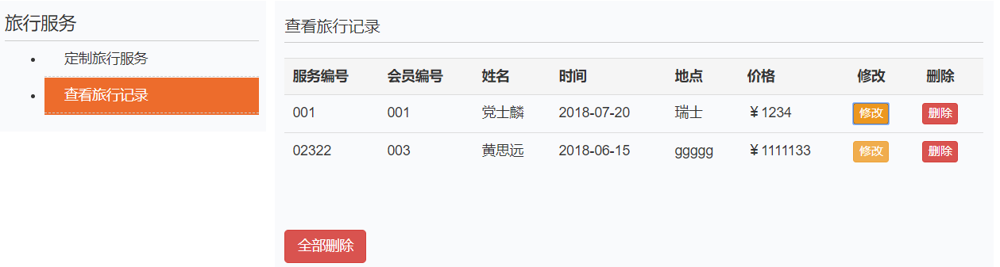 旅行服务
定制旅行服务
查看旅行记录
查看旅行记录
服务编号 会员编号 姓名 时间 地点 价格 修改 删除
001 001 党士麟 2018-07-20 瑞士 ￥1234 修改 删除
02322 003 黄思远 2018-06-15 ggggg ￥1111133 修改 删除
全部删除